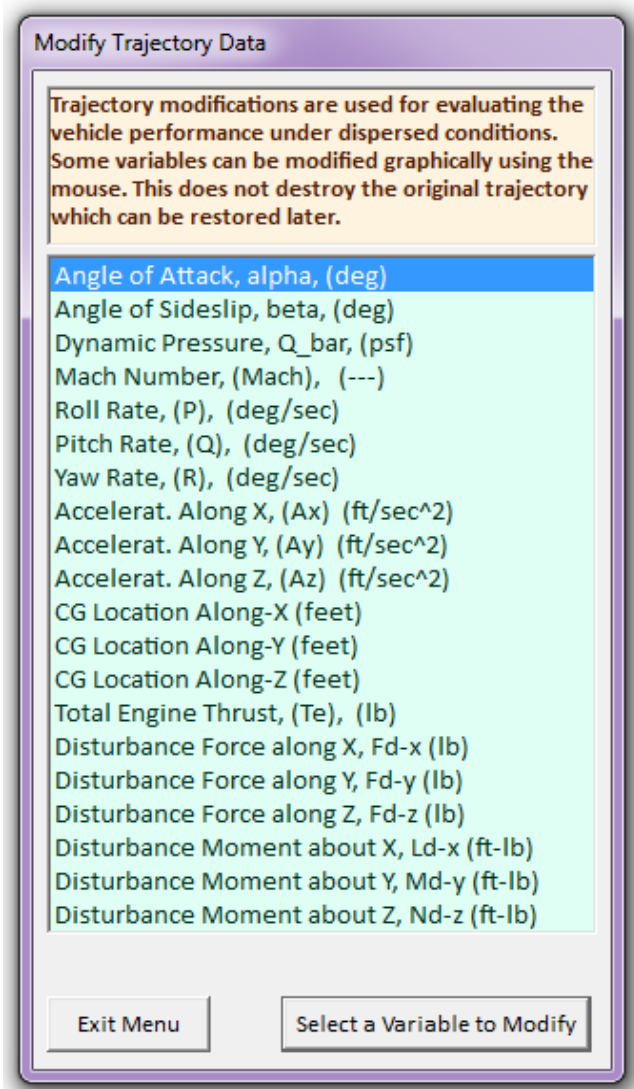 Modify Trajectory Data
Trajectory modifications are used for evaluating the
vehicle performance under dispersed conditions.
Some variables can be modified graphically using the
mouse. This does not destroy the original trajectory
which can be restored later.
Angle of Attack, alpha, (deg)
Angle of Sideslip, beta, (deg)
Dynamic Pressure, Q_bar, (psf)
Mach Number, (Mach),  (---)
Roll Rate, (P),  (deg/sec)
Pitch Rate, (Q),  (deg/sec)
Yaw Rate, (R),  (deg/sec)
Accelerat. Along X, (Ax)  (ft/sec^2)
Accelerat. Along Y, (Ay)  (ft/sec^2)
Accelerat. Along Z, (Az)  (ft/sec^2)
CG Location Along-X (feet)
CG Location Along-Y (feet)
CG Location Along-Z (feet)
Total Engine Thrust, (Te),  (lb)
Disturbance Force along X, Fd-x (lb)
Disturbance Force along Y, Fd-y (lb)
Disturbance Force along Z, Fd-z (lb)
Disturbance Moment about X, Ld-x (ft-lb)
Disturbance Moment about Y, Md-y (ft-lb)
Disturbance Moment about Z, Nd-z (ft-lb)
Exit Menu
Select a Variable to Modify